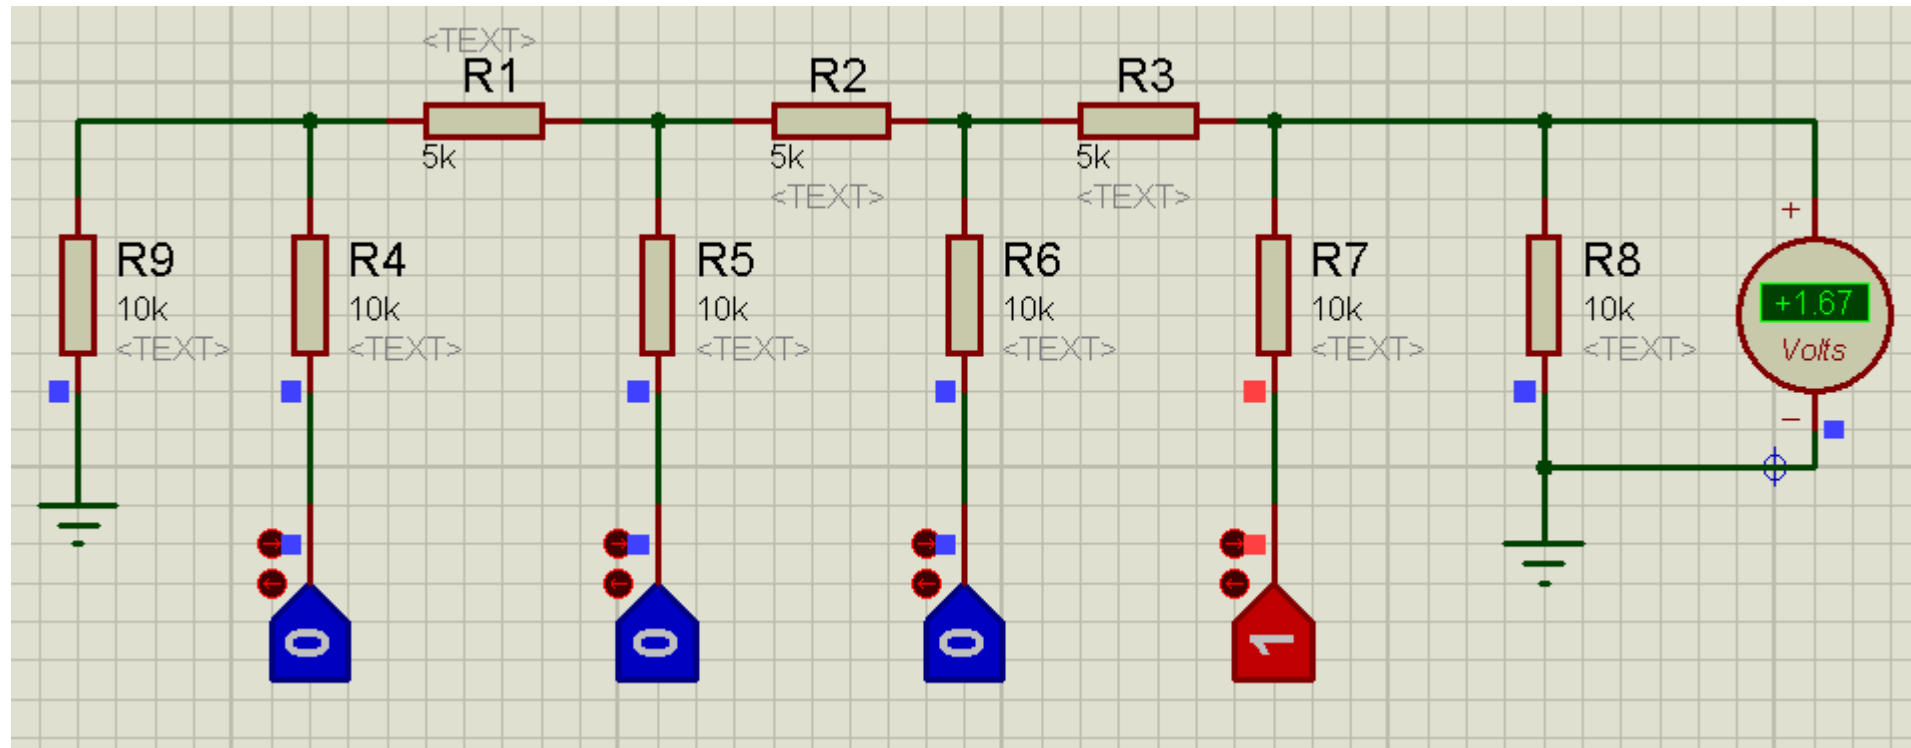 <TEXT>
R1
R2
R3
5k
5k
5k
<TEXT>
<TEXT>
R9
10k
<TEXT>
R4
10k
<TEXT>
R5
10k
<TEXT>
R6
10k
<TEXT>
R7
10k
<TEXT>
R8
10k
<TEXT>
+
+1.67
Volts
−
0
0
0
1